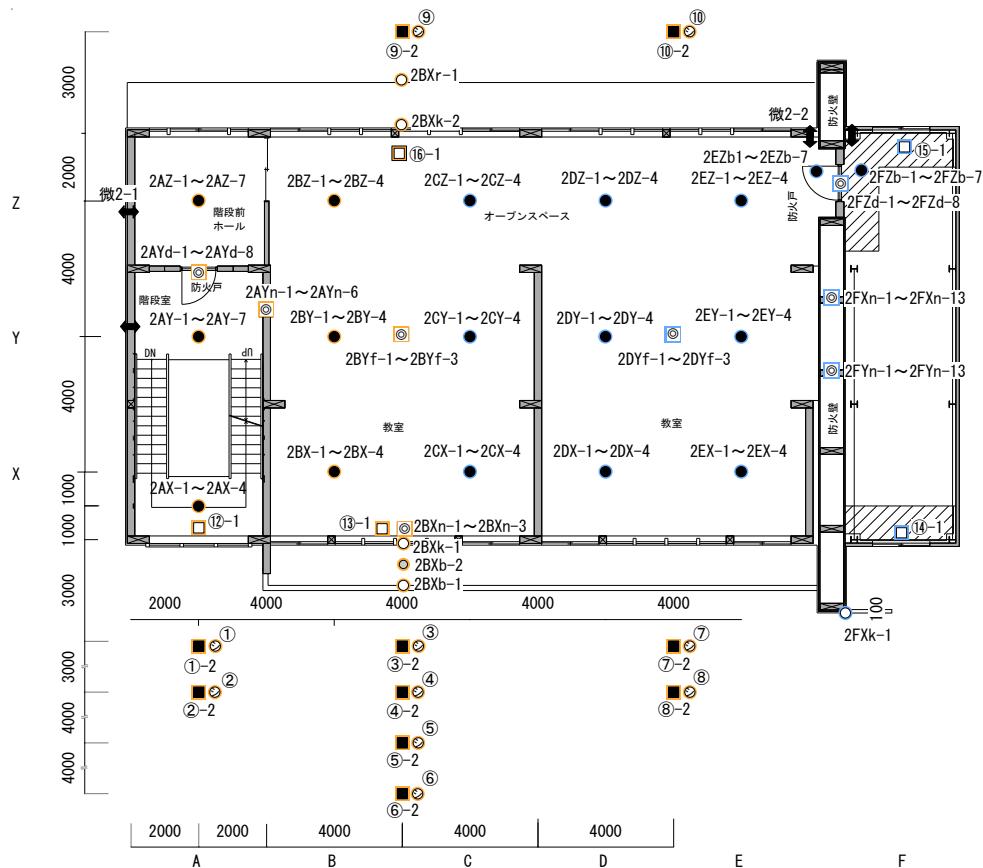 ⑨
⑩
⑨-2
⑩-2
2BXr-1
3000
防火壁
2BXk-2
微2-2
⑯-1
⑮-1
2EZb1~2EZb-7
2FZb-1~2FZb-7
2000
微2-1
2AZ-1~2AZ-7
2BZ-1~2BZ-4
2CZ-1~2CZ-4
2DZ-1~2DZ-4
2EZ-1~2EZ-4
2FZd-1~2FZd-8
Z
階段前
ホール
オープンスペース
防火戸
2AYd-1~2AYd-8
4000
防火戸
階段室
2AYn-1~2AYn-6
2FXn-1~2FXn-13
2AY-1~2AY-7
2BY-1~2BY-4
2CY-1~2CY-4
2DY-1~2DY-4
2EY-1~2EY-4
Y
DN
UP
2BYf-1~2BYf-3
2DYf-1~2DYf-3
2FYn-1~2FYn-13
4000
防火壁
教室
教室
2BX-1~2BX-4
2CX-1~2CX-4
2DX-1~2DX-4
2EX-1~2EX-4
X
1000
2AX-1~2AX-4
⑫-1
⑬-1
2BXn-1~2BXn-3
⑭-1
1000
2BXk-1
2BXb-2
2BXb-1
3000
2000
4000
4000
4000
4000
100
2FXk-1
①
③
⑦
①-2
③-2
⑦-2
3000
②
④
⑧
②-2
④-2
⑧-2
4000
⑤
⑤-2
4000
⑥
⑥-2
2000
2000
4000
4000
4000
A
B
C
D
E
F